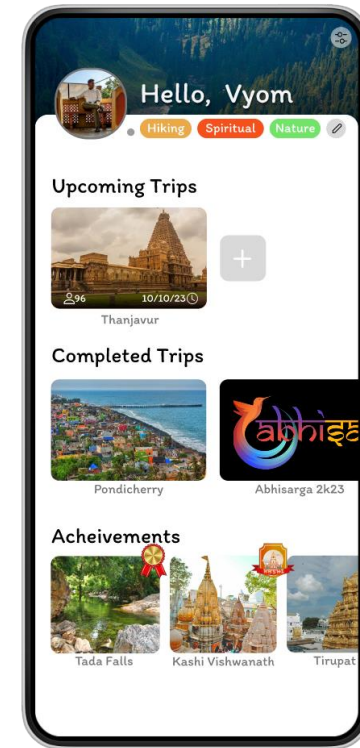 Hello, Vyom
Hiking Spiritual Nature
Upcoming Trips
96 10/10/23
Thanjavur
Completed Trips
abhisa
Pondicherry Abhisarga 2k23
Acheivements
Tada Falls Kashi Vishwanath Tirupat